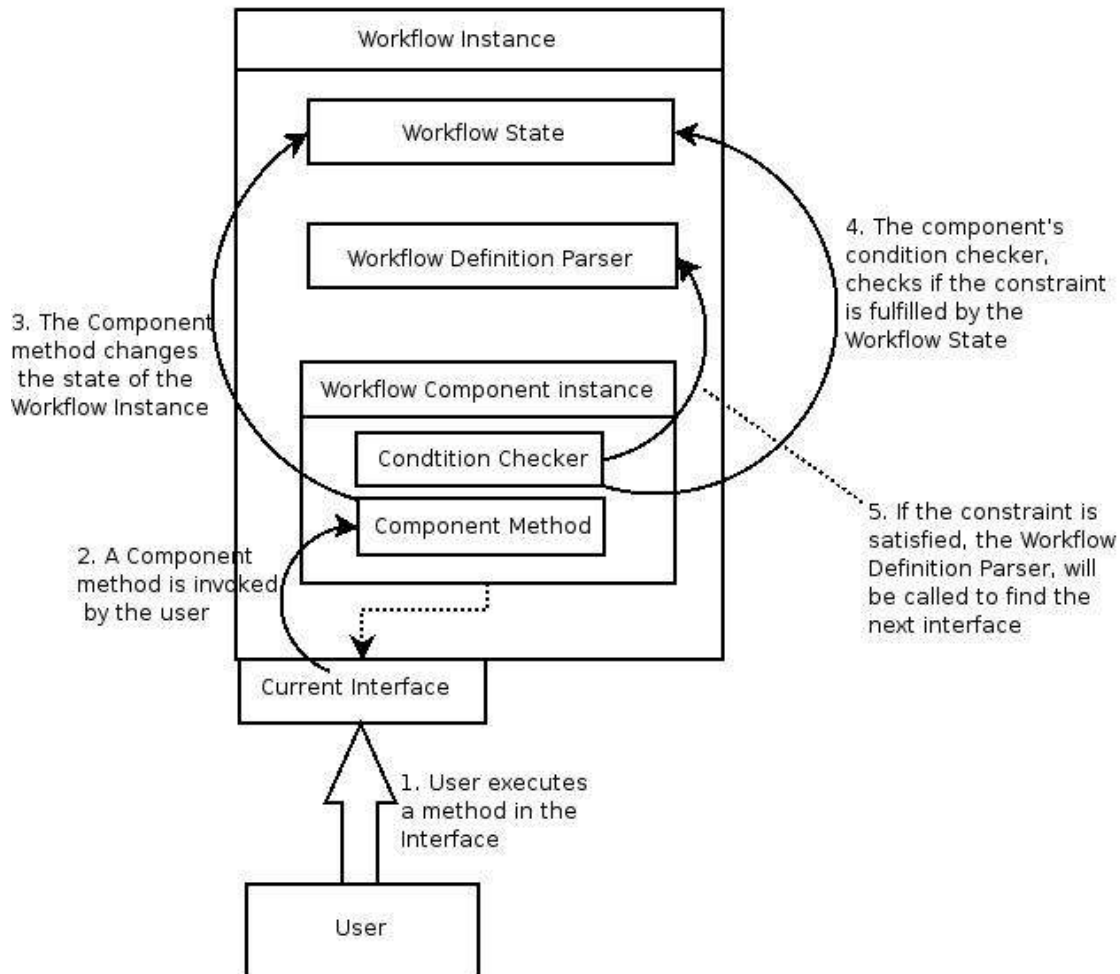 Workflow Instance
Workflow State
Workflow Definition Parser
4. The component's
condition checker,
checks if the constraint
is fulfilled by the
Workflow State
3. The Component
method changes
the state of the
Workflow Instance
Workflow Component instance
Condtition Checker
Component Method
2. A Component
method is invoked
by the user
5. If the constraint is
satisfied, the Workflow
Definition Parser, will
be called to find the
next interface
Current Interface
1. User executes
a method in the
Interface
User